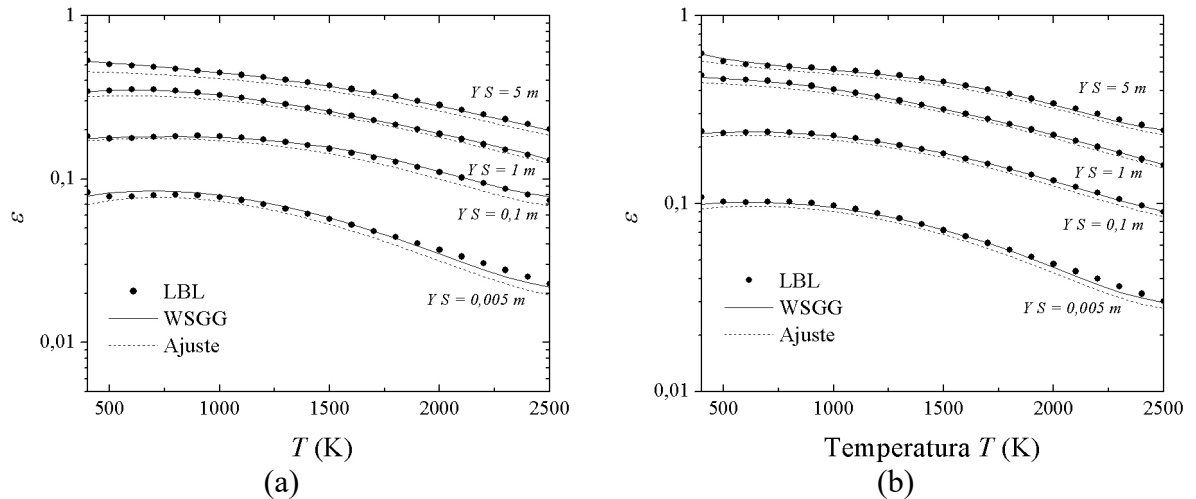 1
0,1
0,01
ε
500
1000
1500
2000
2500
T (K)
Y S = 5 m
Y S = 1 m
Y S = 0,1 m
Y S = 0,005 m
LBL
WSGG
Ajuste
(a)
1
0,1
0,01
ε
500
1000
1500
2000
2500
Temperatura T (K)
Y S = 5 m
Y S = 1 m
Y S = 0,1 m
Y S = 0,005 m
LBL
WSGG
Ajuste
(b)